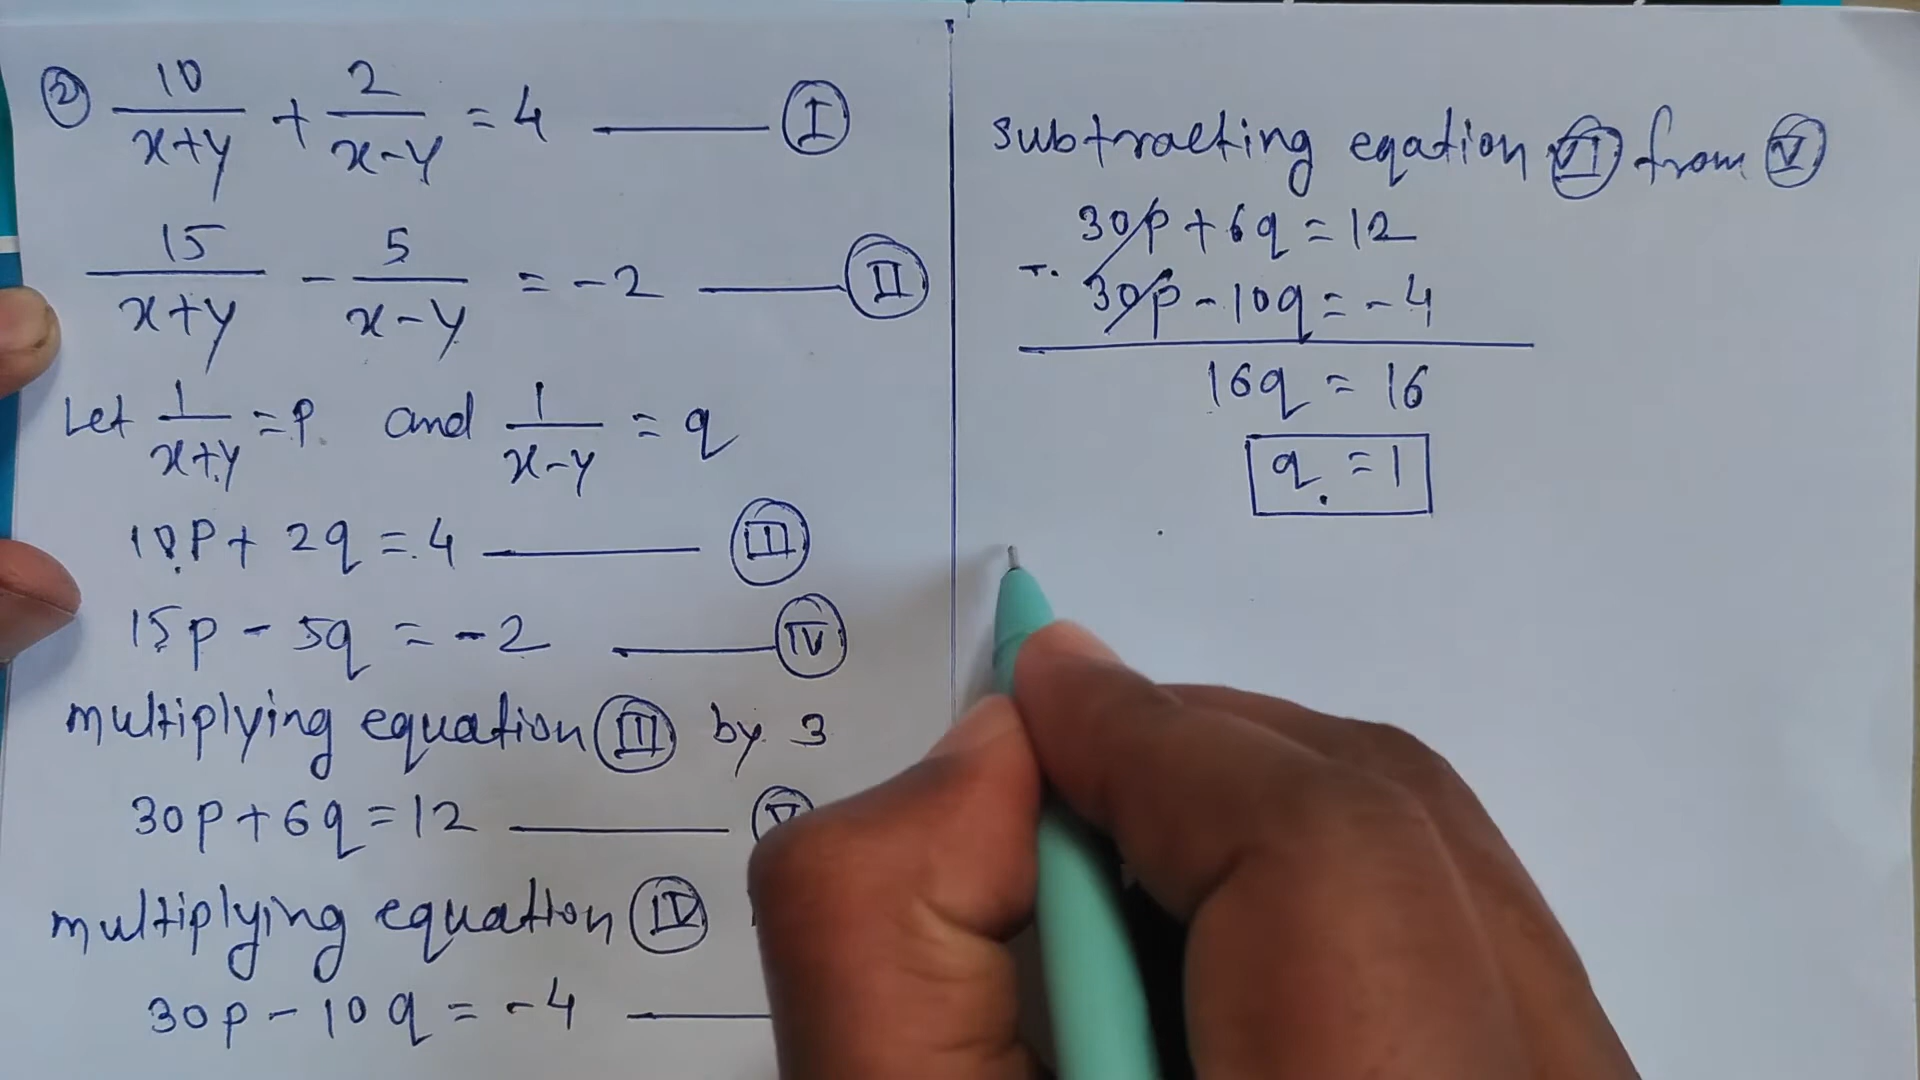 ② 10/(x+y) + 2/(x-y) = 4 —— Ⅰ
15/(x+y) - 5/(x-y) = -2 —— Ⅱ
Let 1/(x+y) = P. and 1/(x-y) = q
10P + 2q = 4 —— Ⅲ
15p - 5q = -2 —— Ⅳ
multiplying equation Ⅲ by 3
30p + 6q = 12 —— Ⅴ
multiplying equation Ⅳ
30p - 10q = -4 ——
subtracting eqation Ⅵ from Ⅴ
30p + 6q = 12
30p - 10q = -4
16q = 16
q = 1